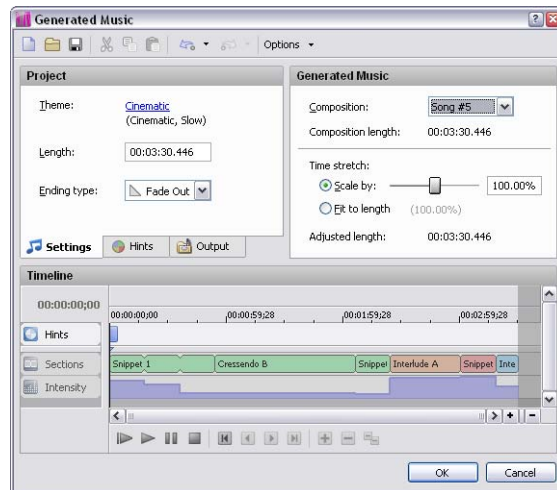 Generated Music
Options
Project
Theme: Cinematic
(Cinematic, Slow)
Length: 00:03:30.446
Ending type: Fade Out
Settings Hints Output
Generated Music
Composition: Song #5
Composition length: 00:03:30.446
Time stretch:
Scale by: 100.00%
Fit to length (100.00%)
Adjusted length: 00:03:30.446
Timeline
00:00:00;00
00:00:00;00 00:00:59;28 00:01:59;28 00:02:59;28
Hints
Sections Snippet 1 Cressendo B Snippet Interlude A Snippet Inte
Intensity
OK Cancel